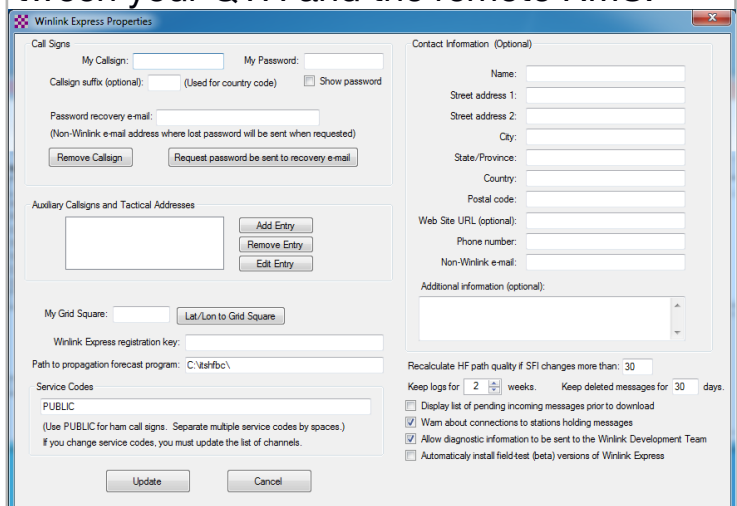 tween your QTH and the remote RMS.
Winlink Express Properties
Call Signs
My Callsign: My Password:
Callsign suffix (optional): (Used for country code) Show password
Password recovery e-mail:
(Non-Winlink e-mail address where lost password will be sent when requested)
Remove Callsign Request password be sent to recovery e-mail
Auxiliary Callsigns and Tactical Addresses
Add Entry
Remove Entry
Edit Entry
My Grid Square: Lat/Lon to Grid Square
Winlink Express registration key:
Path to propagation forecast program: C:\itshfbc\
Service Codes
PUBLIC
(Use PUBLIC for ham call signs. Separate multiple service codes by spaces.)
If you change service codes, you must update the list of channels.
Update Cancel
Contact Information (Optional)
Name:
Street address 1:
Street address 2:
City:
State/Province:
Country:
Postal code:
Web Site URL (optional):
Phone number:
Non-Winlink e-mail:
Additional information (optional):
Recalculate HF path quality if SFI changes more than: 30
Keep logs for 2 weeks. Keep deleted messages for 30 days.
Display list of pending incoming messages prior to download
Warn about connections to stations holding messages
Allow diagnostic information to be sent to the Winlink Development Team
Automaticaly install field-test (beta) versions of Winlink Express